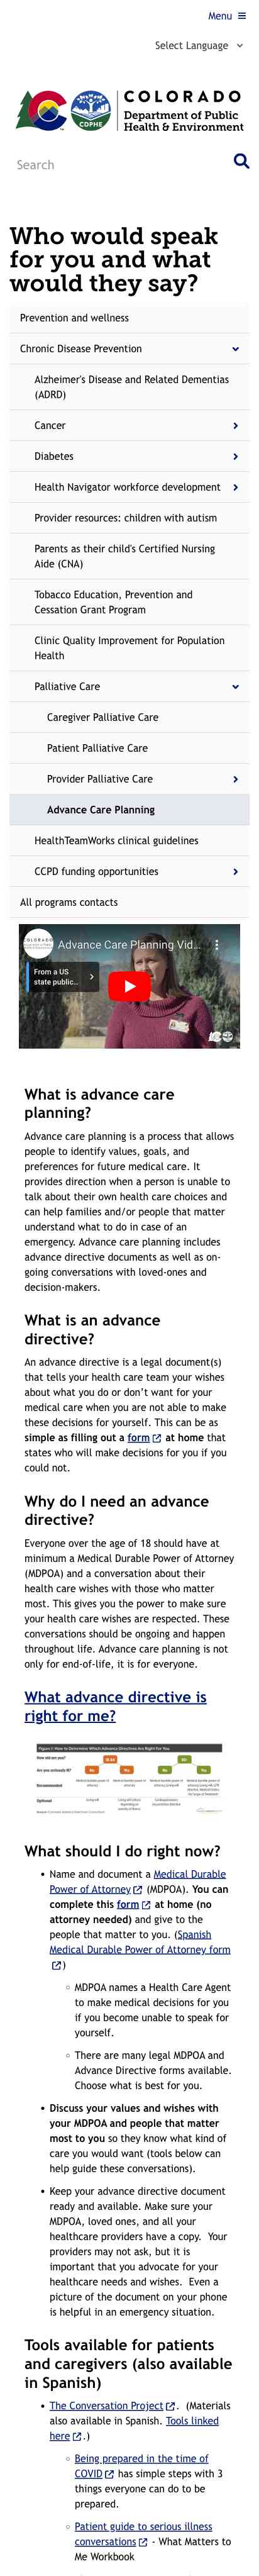 Menu
Select Language
COLORADO
Department of Public
Health & Environment
CDPHE
Search
Who would speak
for you and what
would they say?
Prevention and wellness
Chronic Disease Prevention
Alzheimer's Disease and Related Dementias
(ADRD)
Cancer
Diabetes
Health Navigator workforce development
Provider resources: children with autism
Parents as their child's Certified Nursing
Aide (CNA)
Tobacco Education, Prevention and
Cessation Grant Program
Clinic Quality Improvement for Population
Health
Palliative Care
Caregiver Palliative Care
Patient Palliative Care
Provider Palliative Care
Advance Care Planning
HealthTeamWorks clinical guidelines
CCPD funding opportunities
All programs contacts
COLORADO
Advance Care Planning Vid...
From a US
state public...
What is advance care
planning?
Advance care planning is a process that allows
people to identify values, goals, and
preferences for future medical care. It
provides direction when a person is unable to
talk about their own health care choices and
can help families and/or people that matter
understand what to do in case of an
emergency. Advance care planning includes
advance directive documents as well as on-
going conversations with loved-ones and
decision-makers.
What is an advance
directive?
An advance directive is a legal document(s)
that tells your health care team your wishes
about what you do or don't want for your
medical care when you are not able to make
these decisions for yourself. This can be as
simple as filling out a form at home that
states who will make decisions for you if you
could not.
Why do I need an advance
directive?
Everyone over the age of 18 should have at
minimum a Medical Durable Power of Attorney
(MDPOA) and a conversation about their
health care wishes with those who matter
most. This gives you the power to make sure
your health care wishes are respected. These
conversations should be ongoing and happen
throughout life. Advance care planning is not
only for end-of-life, it is for everyone.
What advance directive is
right for me?
Figure I: How to Determine Which Advance Directives Are Right For You.
How old are you?
Are you seriously ill?
Recommended
Optional
What should I do right now?
• Name and document a Medical Durable
Power of Attorney (MDPOA). You can
complete this form at home (no
attorney needed) and give to the
people that matter to you. (Spanish
Medical Durable Power of Attorney form
)
◦ MDPOA names a Health Care Agent
to make medical decisions for you
if you become unable to speak for
yourself.
◦ There are many legal MDPOA and
Advance Directive forms available.
Choose what is best for you.
• Discuss your values and wishes with
your MDPOA and people that matter
most to you so they know what kind of
care you would want (tools below can
help guide these conversations).
• Keep your advance directive document
ready and available. Make sure your
MDPOA, loved ones, and all your
healthcare providers have a copy. Your
providers may not ask, but it is
important that you advocate for your
healthcare needs and wishes. Even a
picture of the document on your phone
is helpful in an emergency situation.
Tools available for patients
and caregivers (also available
in Spanish)
• The Conversation Project. (Materials
also available in Spanish. Tools linked
here.)
◦ Being prepared in the time of
COVID has simple steps with 3
things everyone can do to be
prepared.
◦ Patient guide to serious illness
conversations - What Matters to
Me Workbook